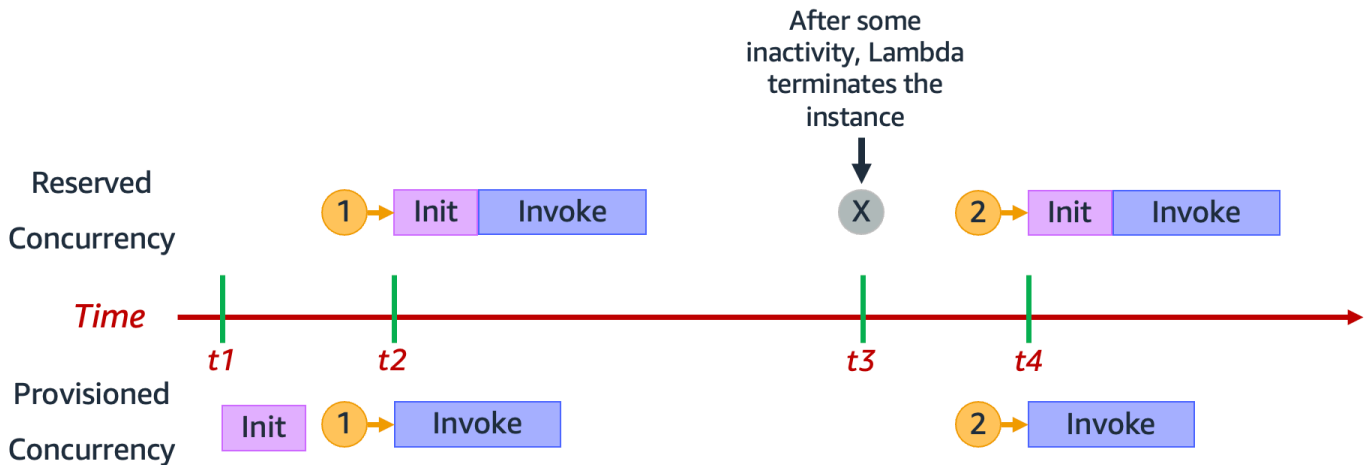 After some
inactivity, Lambda
terminates the
instance
Reserved
Concurrency
1
Init
Invoke
X
2
Init
Invoke
Time
t1
t2
t3
t4
Provisioned
Concurrency
Init
1
Invoke
2
Invoke